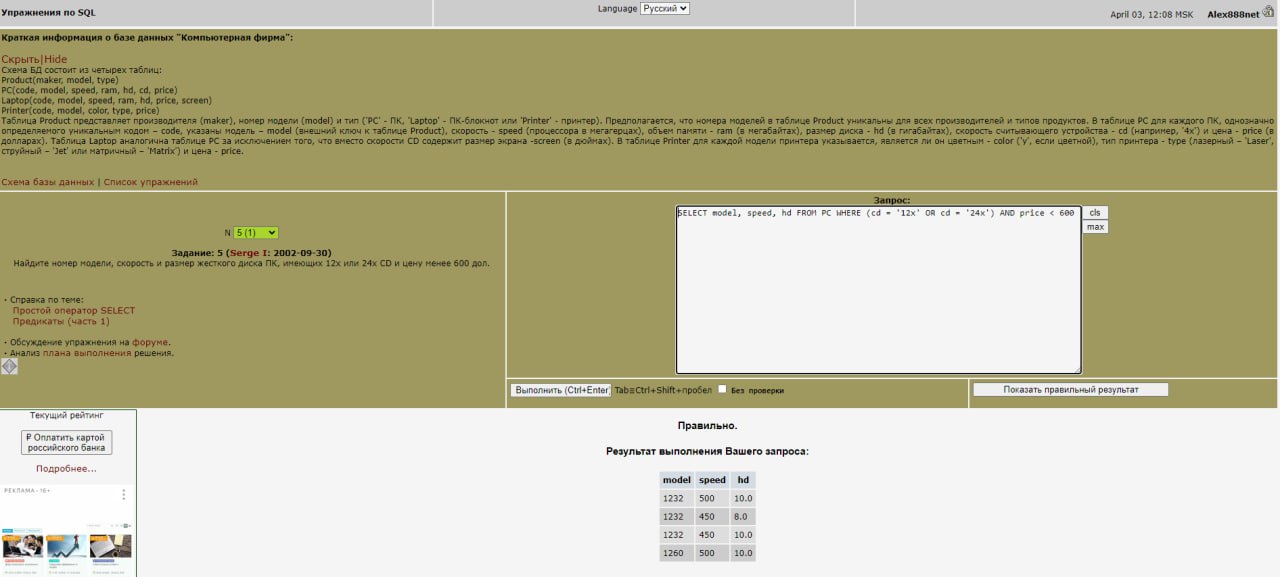 Упражнения по SQL
Language Русский
April 03, 12:08 MSK Alex888net
Краткая информация о базе данных "Компьютерная фирма":
Скрыть|Hide
Схема БД состоит из четырех таблиц:
Product(maker, model, type)
PC(code, model, speed, ram, hd, cd, price)
Laptop(code, model, speed, ram, hd, price, screen)
Printer(code, model, color, type, price)
Таблица Product представляет производителя (maker), номер модели (model) и тип ('PC' - ПК, 'Laptop' - ПК-блокнот или 'Printer' - принтер). Предполагается, что номера моделей в таблице Product уникальны для всех производителей и типов продуктов. В таблице PC для каждого ПК, однозначно
определяемого уникальным кодом – code, указаны модель – model (внешний ключ к таблице Product), скорость - speed (процессора в мегагерцах), объем памяти - ram (в мегабайтах), размер диска - hd (в гигабайтах), скорость считывающего устройства - cd (например, '4x') и цена - price (в
долларах). Таблица Laptop аналогична таблице РС за исключением того, что вместо скорости CD содержит размер экрана -screen (в дюймах). В таблице Printer для каждой модели принтера указывается, является ли он цветным - color ('y', если цветной), тип принтера - type (лазерный – 'Laser',
струйный – 'Jet' или матричный – 'Matrix') и цена - price.
Схема базы данных | Список упражнений
N 5 (1)
Задание: 5 (Serge I: 2002-09-30)
Найдите номер модели, скорость и размер жесткого диска ПК, имеющих 12x или 24x CD и цену менее 600 дол.
· Справка по теме:
Простой оператор SELECT
Предикаты (часть 1)
· Обсуждение упражнения на форуме.
· Анализ плана выполнения решения.
Запрос:
SELECT model, speed, hd FROM PC WHERE (cd = '12x' OR cd = '24x') AND price < 600
cls
max
Выполнить (Ctrl+Enter) Tab≡Ctrl+Shift+пробел Без проверки
Показать правильный результат
Текущий рейтинг
₽ Оплатить картой
российского банка
Подробнее...
РЕКЛАМА • 16+
Правильно.
Результат выполнения Вашего запроса:
model speed hd
1232 500 10.0
1232 450 8.0
1232 450 10.0
1260 500 10.0